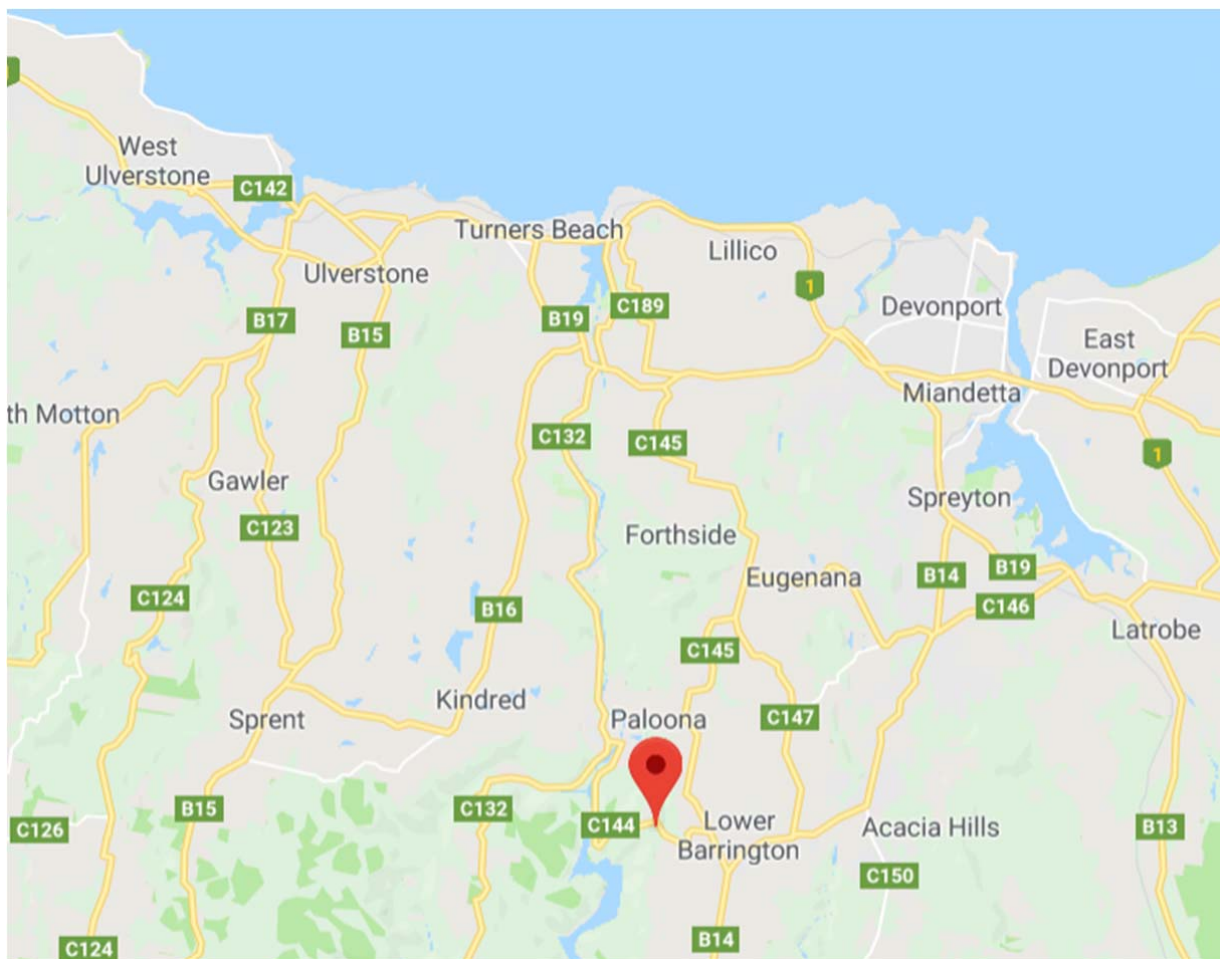 West
Ulverstone
C142
Turners Beach
Lillico
Ulverstone
1
Devonport
C189
B17
B19
B15
East
Devonport
Miandetta
th Motton
C132
C145
1
Gawler
Spreyton
C123
Forthside
Eugenana
B19
B14
C124
B16
C146
Latrobe
C145
Kindred
Sprent
Paloona
C147
B15
C132
C126
C144
Lower
Barrington
Acacia Hills
B13
C150
C124
B14